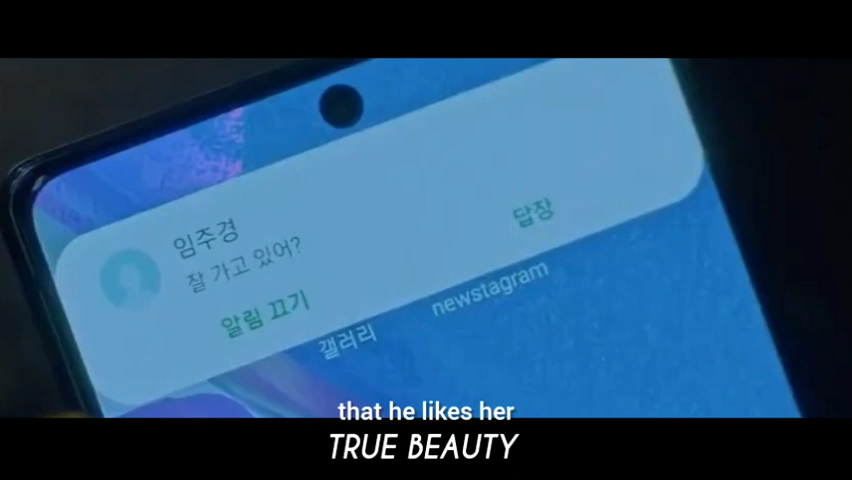 임주경
잘 가고 있어?
알림 끄기
답장
갤러리
newstagram
that he likes her
TRUE BEAUTY